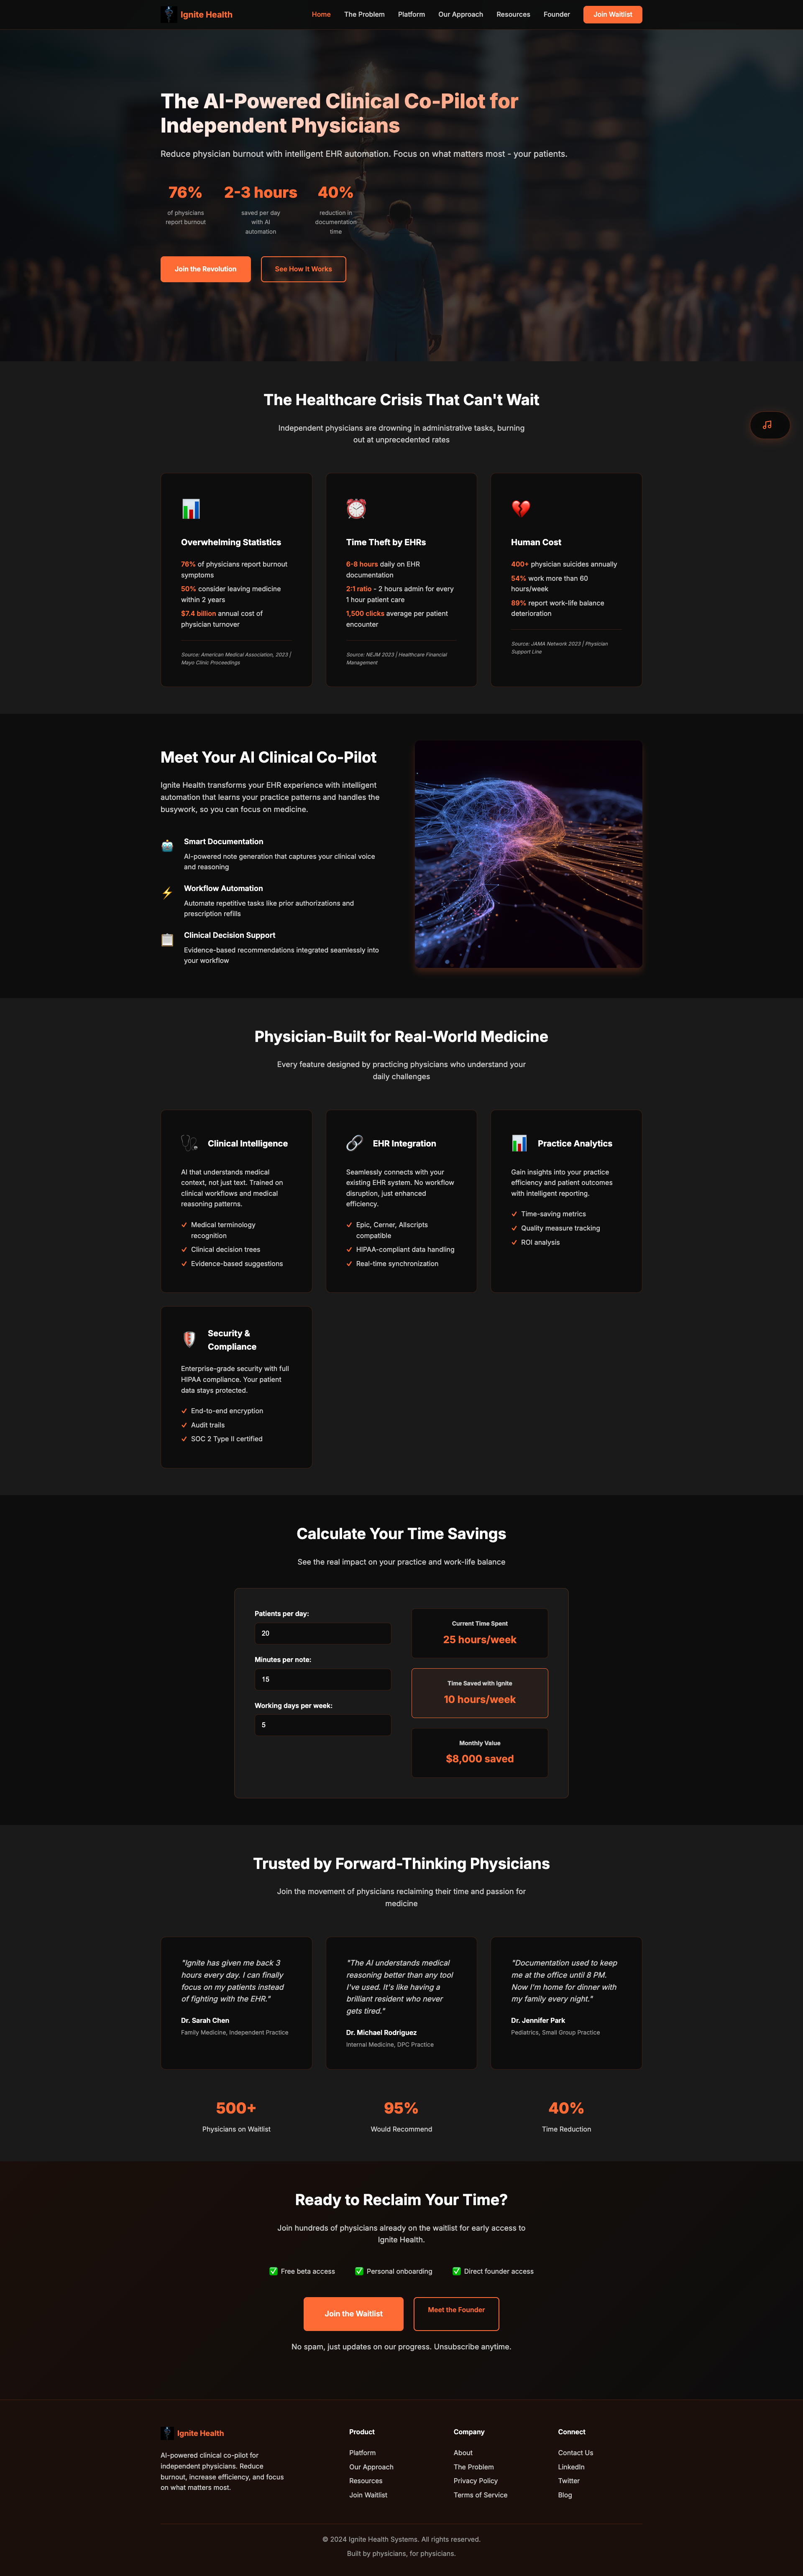 Ignite Health
Home
The Problem
Platform
Our Approach
Resources
Founder
Join Waitlist
The AI-Powered Clinical Co-Pilot for
Independent Physicians
Reduce physician burnout with intelligent EHR automation. Focus on what matters most - your patients.
76%
of physicians
report burnout
2-3 hours
saved per day
with AI
automation
40%
reduction in
documentation
time
Join the Revolution
See How It Works
The Healthcare Crisis That Can't Wait
Independent physicians are drowning in administrative tasks, burning
out at unprecedented rates
Overwhelming Statistics
76% of physicians report burnout
symptoms
50% consider leaving medicine
within 2 years
$7.4 billion annual cost of
physician turnover
Source: American Medical Association, 2023 |
Mayo Clinic Proceedings
Time Theft by EHRs
6-8 hours daily on EHR
documentation
2:1 ratio - 2 hours admin for every
1 hour patient care
1,500 clicks average per patient
encounter
Source: NEJM 2023 | Healthcare Financial
Management
Human Cost
400+ physician suicides annually
54% work more than 60
hours/week
89% report work-life balance
deterioration
Source: JAMA Network 2023 | Physician
Support Line
Meet Your AI Clinical Co-Pilot
Ignite Health transforms your EHR experience with intelligent
automation that learns your practice patterns and handles the
busywork, so you can focus on medicine.
Smart Documentation
AI-powered note generation that captures your clinical voice
and reasoning
Workflow Automation
Automate repetitive tasks like prior authorizations and
prescription refills
Clinical Decision Support
Evidence-based recommendations integrated seamlessly into
your workflow
Physician-Built for Real-World Medicine
Every feature designed by practicing physicians who understand your
daily challenges
Clinical Intelligence
AI that understands medical
context, not just text. Trained on
clinical workflows and medical
reasoning patterns.
Medical terminology
recognition
Clinical decision trees
Evidence-based suggestions
EHR Integration
Seamlessly connects with your
existing EHR system. No workflow
disruption, just enhanced
efficiency.
Epic, Cerner, Allscripts
compatible
HIPAA-compliant data handling
Real-time synchronization
Practice Analytics
Gain insights into your practice
efficiency and patient outcomes
with intelligent reporting.
Time-saving metrics
Quality measure tracking
ROI analysis
Security &
Compliance
Enterprise-grade security with full
HIPAA compliance. Your patient
data stays protected.
End-to-end encryption
Audit trails
SOC 2 Type II certified
Calculate Your Time Savings
See the real impact on your practice and work-life balance
Patients per day:
20
Minutes per note:
15
Working days per week:
5
Current Time Spent
25 hours/week
Time Saved with Ignite
10 hours/week
Monthly Value
$8,000 saved
Trusted by Forward-Thinking Physicians
Join the movement of physicians reclaiming their time and passion for
medicine
"Ignite has given me back 3
hours every day. I can finally
focus on my patients instead
of fighting with the EHR."
Dr. Sarah Chen
Family Medicine, Independent Practice
"The AI understands medical
reasoning better than any tool
I've used. It's like having a
brilliant resident who never
gets tired."
Dr. Michael Rodriguez
Internal Medicine, DPC Practice
"Documentation used to keep
me at the office until 8 PM.
Now I'm home for dinner with
my family every night."
Dr. Jennifer Park
Pediatrics, Small Group Practice
500+
Physicians on Waitlist
95%
Would Recommend
40%
Time Reduction
Ready to Reclaim Your Time?
Join hundreds of physicians already on the waitlist for early access to
Ignite Health.
Free beta access
Personal onboarding
Direct founder access
Join the Waitlist
Meet the Founder
No spam, just updates on our progress. Unsubscribe anytime.
Ignite Health
AI-powered clinical co-pilot for
independent physicians. Reduce
burnout, increase efficiency, and focus
on what matters most.
Product
Platform
Our Approach
Resources
Join Waitlist
Company
About
The Problem
Privacy Policy
Terms of Service
Connect
Contact Us
LinkedIn
Twitter
Blog
© 2024 Ignite Health Systems. All rights reserved.
Built by physicians, for physicians.